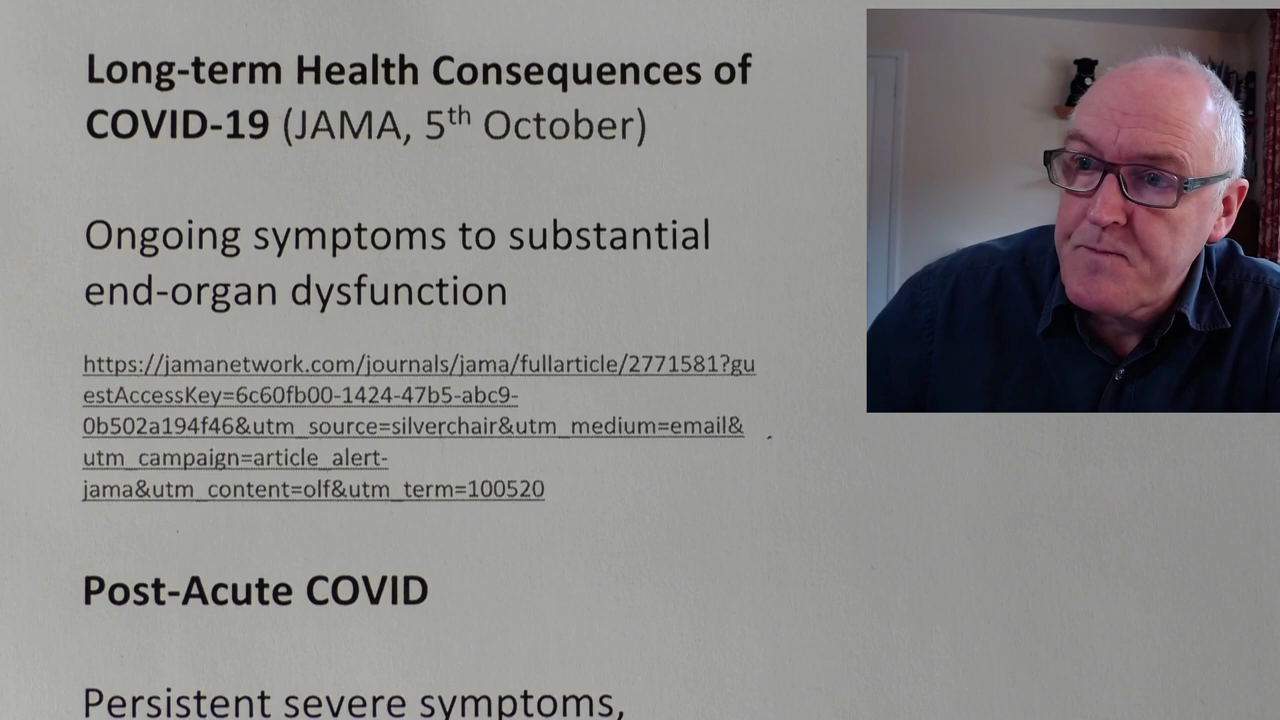 Long-term Health Consequences of
COVID-19 (JAMA, 5th October)
Ongoing symptoms to substantial
end-organ dysfunction
https://jamanetwork.com/journals/jama/fullarticle/2771581?gu
estAccessKey=6c60fb00-1424-47b5-abc9-
0b502a194f46&utm_source=silverchair&utm_medium=email&
utm_campaign=article_alert-
jama&utm_content=olf&utm_term=100520
Post-Acute COVID
Persistent severe symptoms,